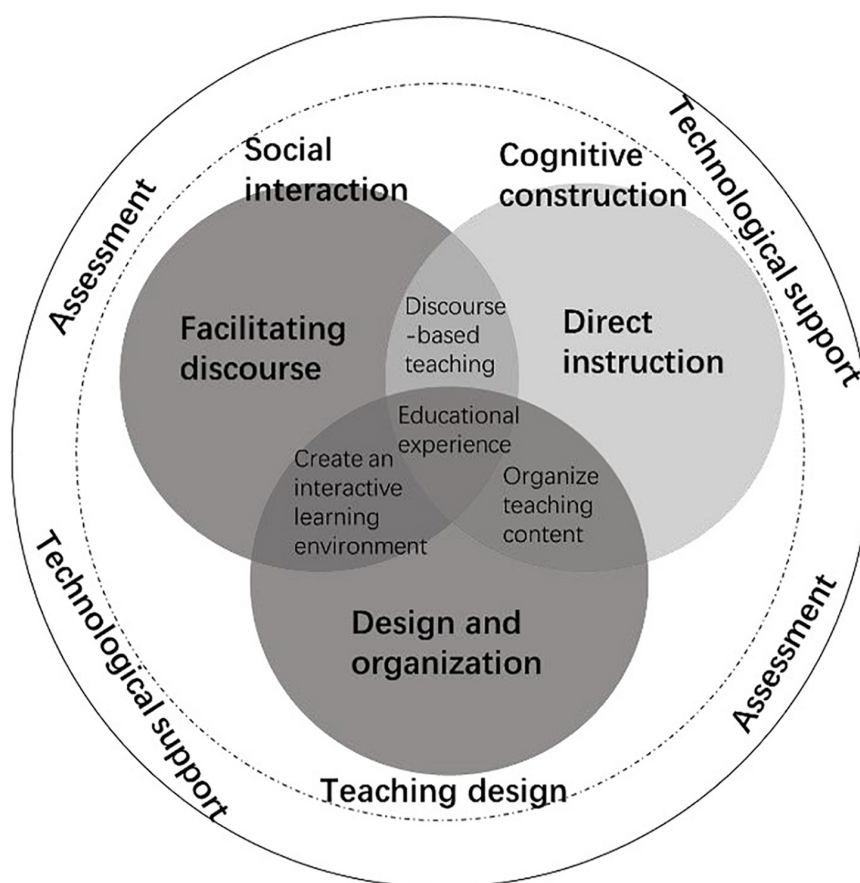 Social
interaction
Cognitive
construction
Technological support
Assessment
Facilitating
discourse
Discourse
-based
teaching
Direct
instruction
Educational
experience
Create an
interactive
learning
environment
Organize
teaching
content
Design and
organization
Technological support
Assessment
Teaching design